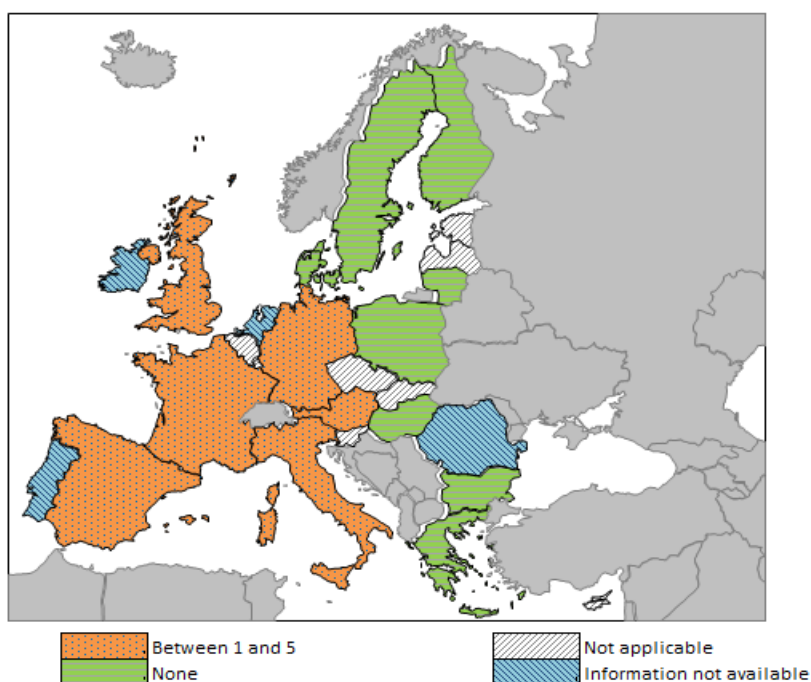 Between 1 and 5
None
Not applicable
Information not available